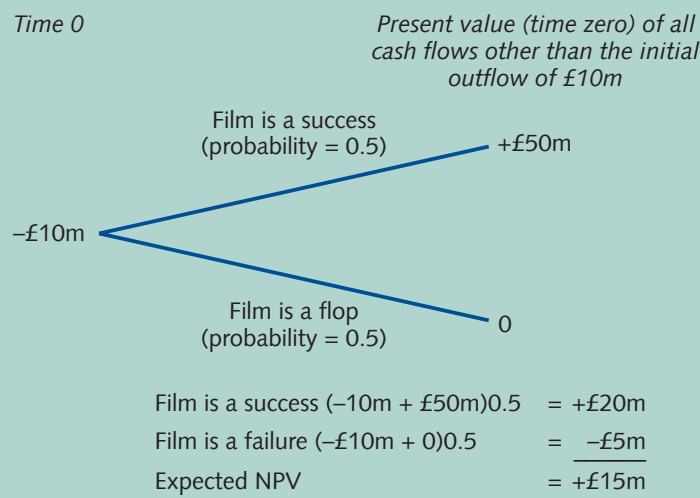 Time 0
Present value (time zero) of all
cash flows other than the initial
outflow of £10m
Film is a success
(probability = 0.5)
+£50m
–£10m
Film is a flop
(probability = 0.5)
0
Film is a success (–10m + £50m)0.5 = +£20m
Film is a failure (–£10m + 0)0.5 = –£5m
Expected NPV = +£15m